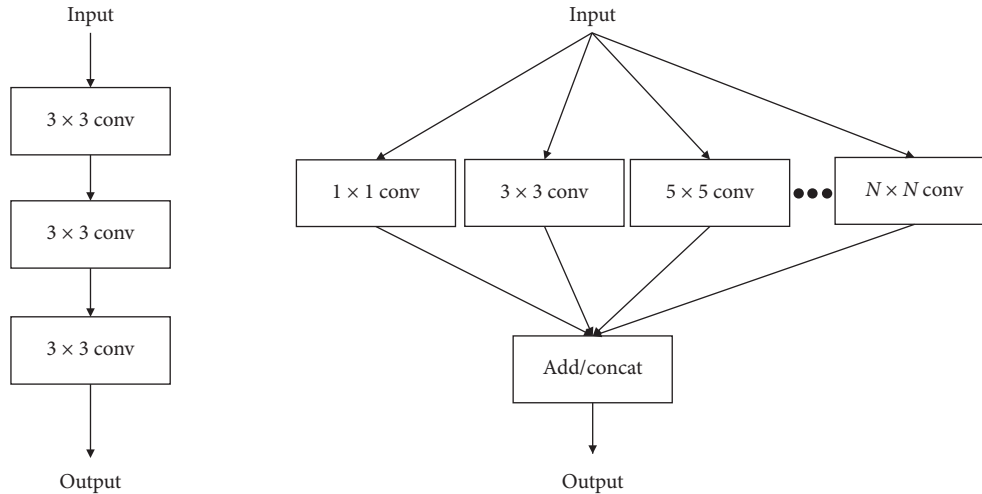 Input
3 × 3 conv
3 × 3 conv
3 × 3 conv
Output
Input
1 × 1 conv
3 × 3 conv
5 × 5 conv
N × N conv
Add/concat
Output